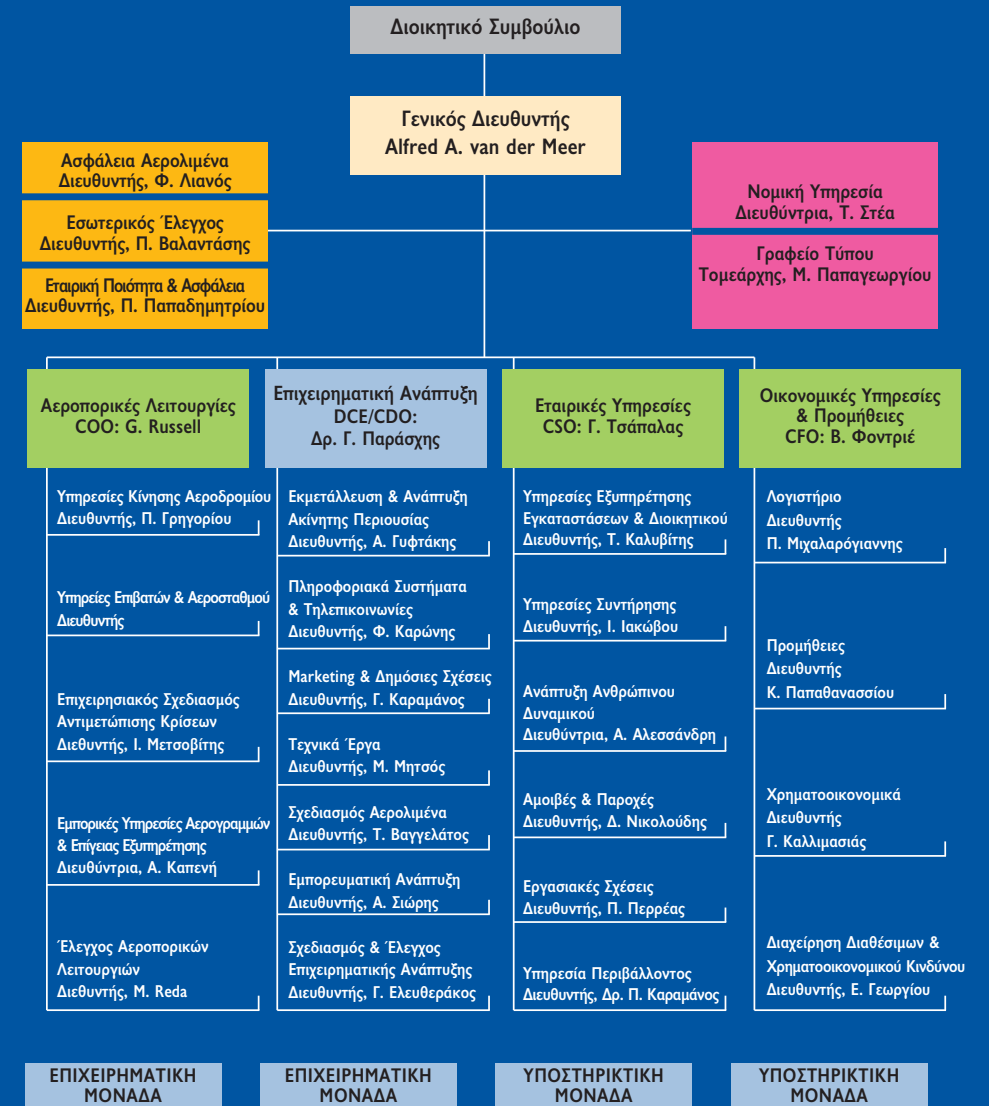 Διοικητικό Συμβούλιο
Γενικός Διευθυντής
Alfred A. van der Meer
Ασφάλεια Αερολιμένα
Διευθυντής, Φ. Λιανός
Εσωτερικός Έλεγχος
Διευθυντής, Π. Βαλαντάσης
Εταιρική Ποιότητα & Ασφάλεια
Διευθυντής, Π. Παπαδημητρίου
Νομική Υπηρεσία
Διευθύντρια, Τ. Στέα
Γραφείο Τύπου
Τομεάρχης, Μ. Παπαγεωργίου
Αεροπορικές Λειτουργίες
COO: G. Russell
Υπηρεσίες Κίνησης Αεροδρομίου
Διευθυντής, Π. Γρηγορίου
Υπηρείες Επιβατών & Αεροσταθμού
Διευθυντής
Επιχειρησιακός Σχεδιασμός
Αντιμετώπισης Κρίσεων
Διεθυντής, Ι. Μετσοβίτης
Εμπορικές Υπηρεσίες Αερογραμμών
& Επίγειας Εξυπηρέτησης
Διευθύντρια, Α. Καπενή
Έλεγχος Αεροπορικών
Λειτουργιών
Διεθυντής, M. Reda
Επιχειρηματική Ανάπτυξη
DCE/CDO:
Δρ. Γ. Παράσχης
Εκμετάλλευση & Ανάπτυξη
Ακίνητης Περιουσίας
Διευθυντής, Α. Γυφτάκης
Πληροφοριακά Συστήματα
& Τηλεπικοινωνίες
Διευθυντής, Φ. Καρώνης
Marketing & Δημόσιες Σχέσεις
Διευθυντής, Γ. Καραμάνος
Τεχνικά Έργα
Διευθυντής, Μ. Μητσός
Σχεδιασμός Αερολιμένα
Διευθυντής, Τ. Βαγγελάτος
Εμπορευματική Ανάπτυξη
Διευθυντής, Α. Σιώρης
Σχεδιασμός & Έλεγχος
Επιχειρηματικής Ανάπτυξης
Διευθυντής, Γ. Ελευθεράκος
Εταιρικές Υπηρεσίες
CSO: Γ. Τσάπαλας
Υπηρεσίες Εξυπηρέτησης
Εγκαταστάσεων & Διοικητικού
Διευθυντής, Τ. Καλυβίτης
Υπηρεσίες Συντήρησης
Διευθυντής, Ι. Ιακώβου
Ανάπτυξη Ανθρώπινου
Δυναμικού
Διευθύντρια, Α. Αλεσσάνδρη
Αμοιβές & Παροχές
Διευθυντής, Δ. Νικολούδης
Εργασιακές Σχέσεις
Διευθυντής, Π. Περρέας
Υπηρεσία Περιβάλλοντος
Διευθυντής, Δρ. Π. Καραμάνος
Οικονομικές Υπηρεσίες
& Προμήθειες
CFO: Β. Φοντριέ
Λογιστήριο
Διευθυντής
Π. Μιχαλαρόγιαννης
Προμήθειες
Διευθυντής
Κ. Παπαθανασσίου
Χρηματοοικονομικά
Διευθυντής
Γ. Καλλιμασιάς
Διαχείρηση Διαθέσιμων &
Χρηματοοικονομικού Κινδύνου
Διευθυντής, Ε. Γεωργίου
ΕΠΙΧΕΙΡΗΜΑΤΙΚΗ
ΜΟΝΑΔΑ
ΕΠΙΧΕΙΡΗΜΑΤΙΚΗ
ΜΟΝΑΔΑ
ΥΠΟΣΤΗΡΙΚΤΙΚΗ
ΜΟΝΑΔΑ
ΥΠΟΣΤΗΡΙΚΤΙΚΗ
ΜΟΝΑΔΑ